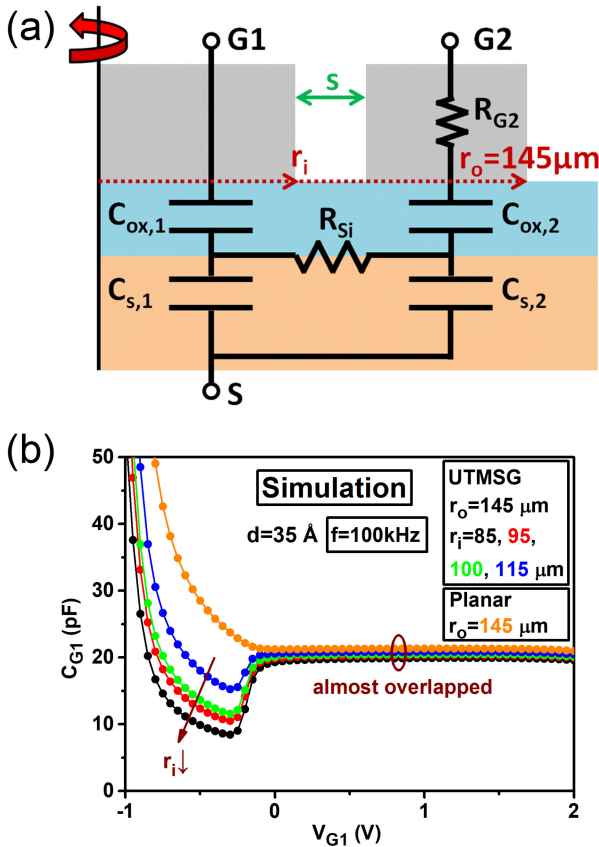 (a)
G1
G2
s
R_G2
r_i
r_o=145μm
C_ox,1
R_Si
C_ox,2
C_s,1
C_s,2
S
(b)
50
40
30
20
10
0
C_G1 (pF)
Simulation
d=35 Å f=100kHz
UTMSG
r_o=145 μm
r_i=85, 95,
100, 115 μm
Planar
r_o=145 μm
almost overlapped
r_i↓
-1 0 1 2
V_G1 (V)